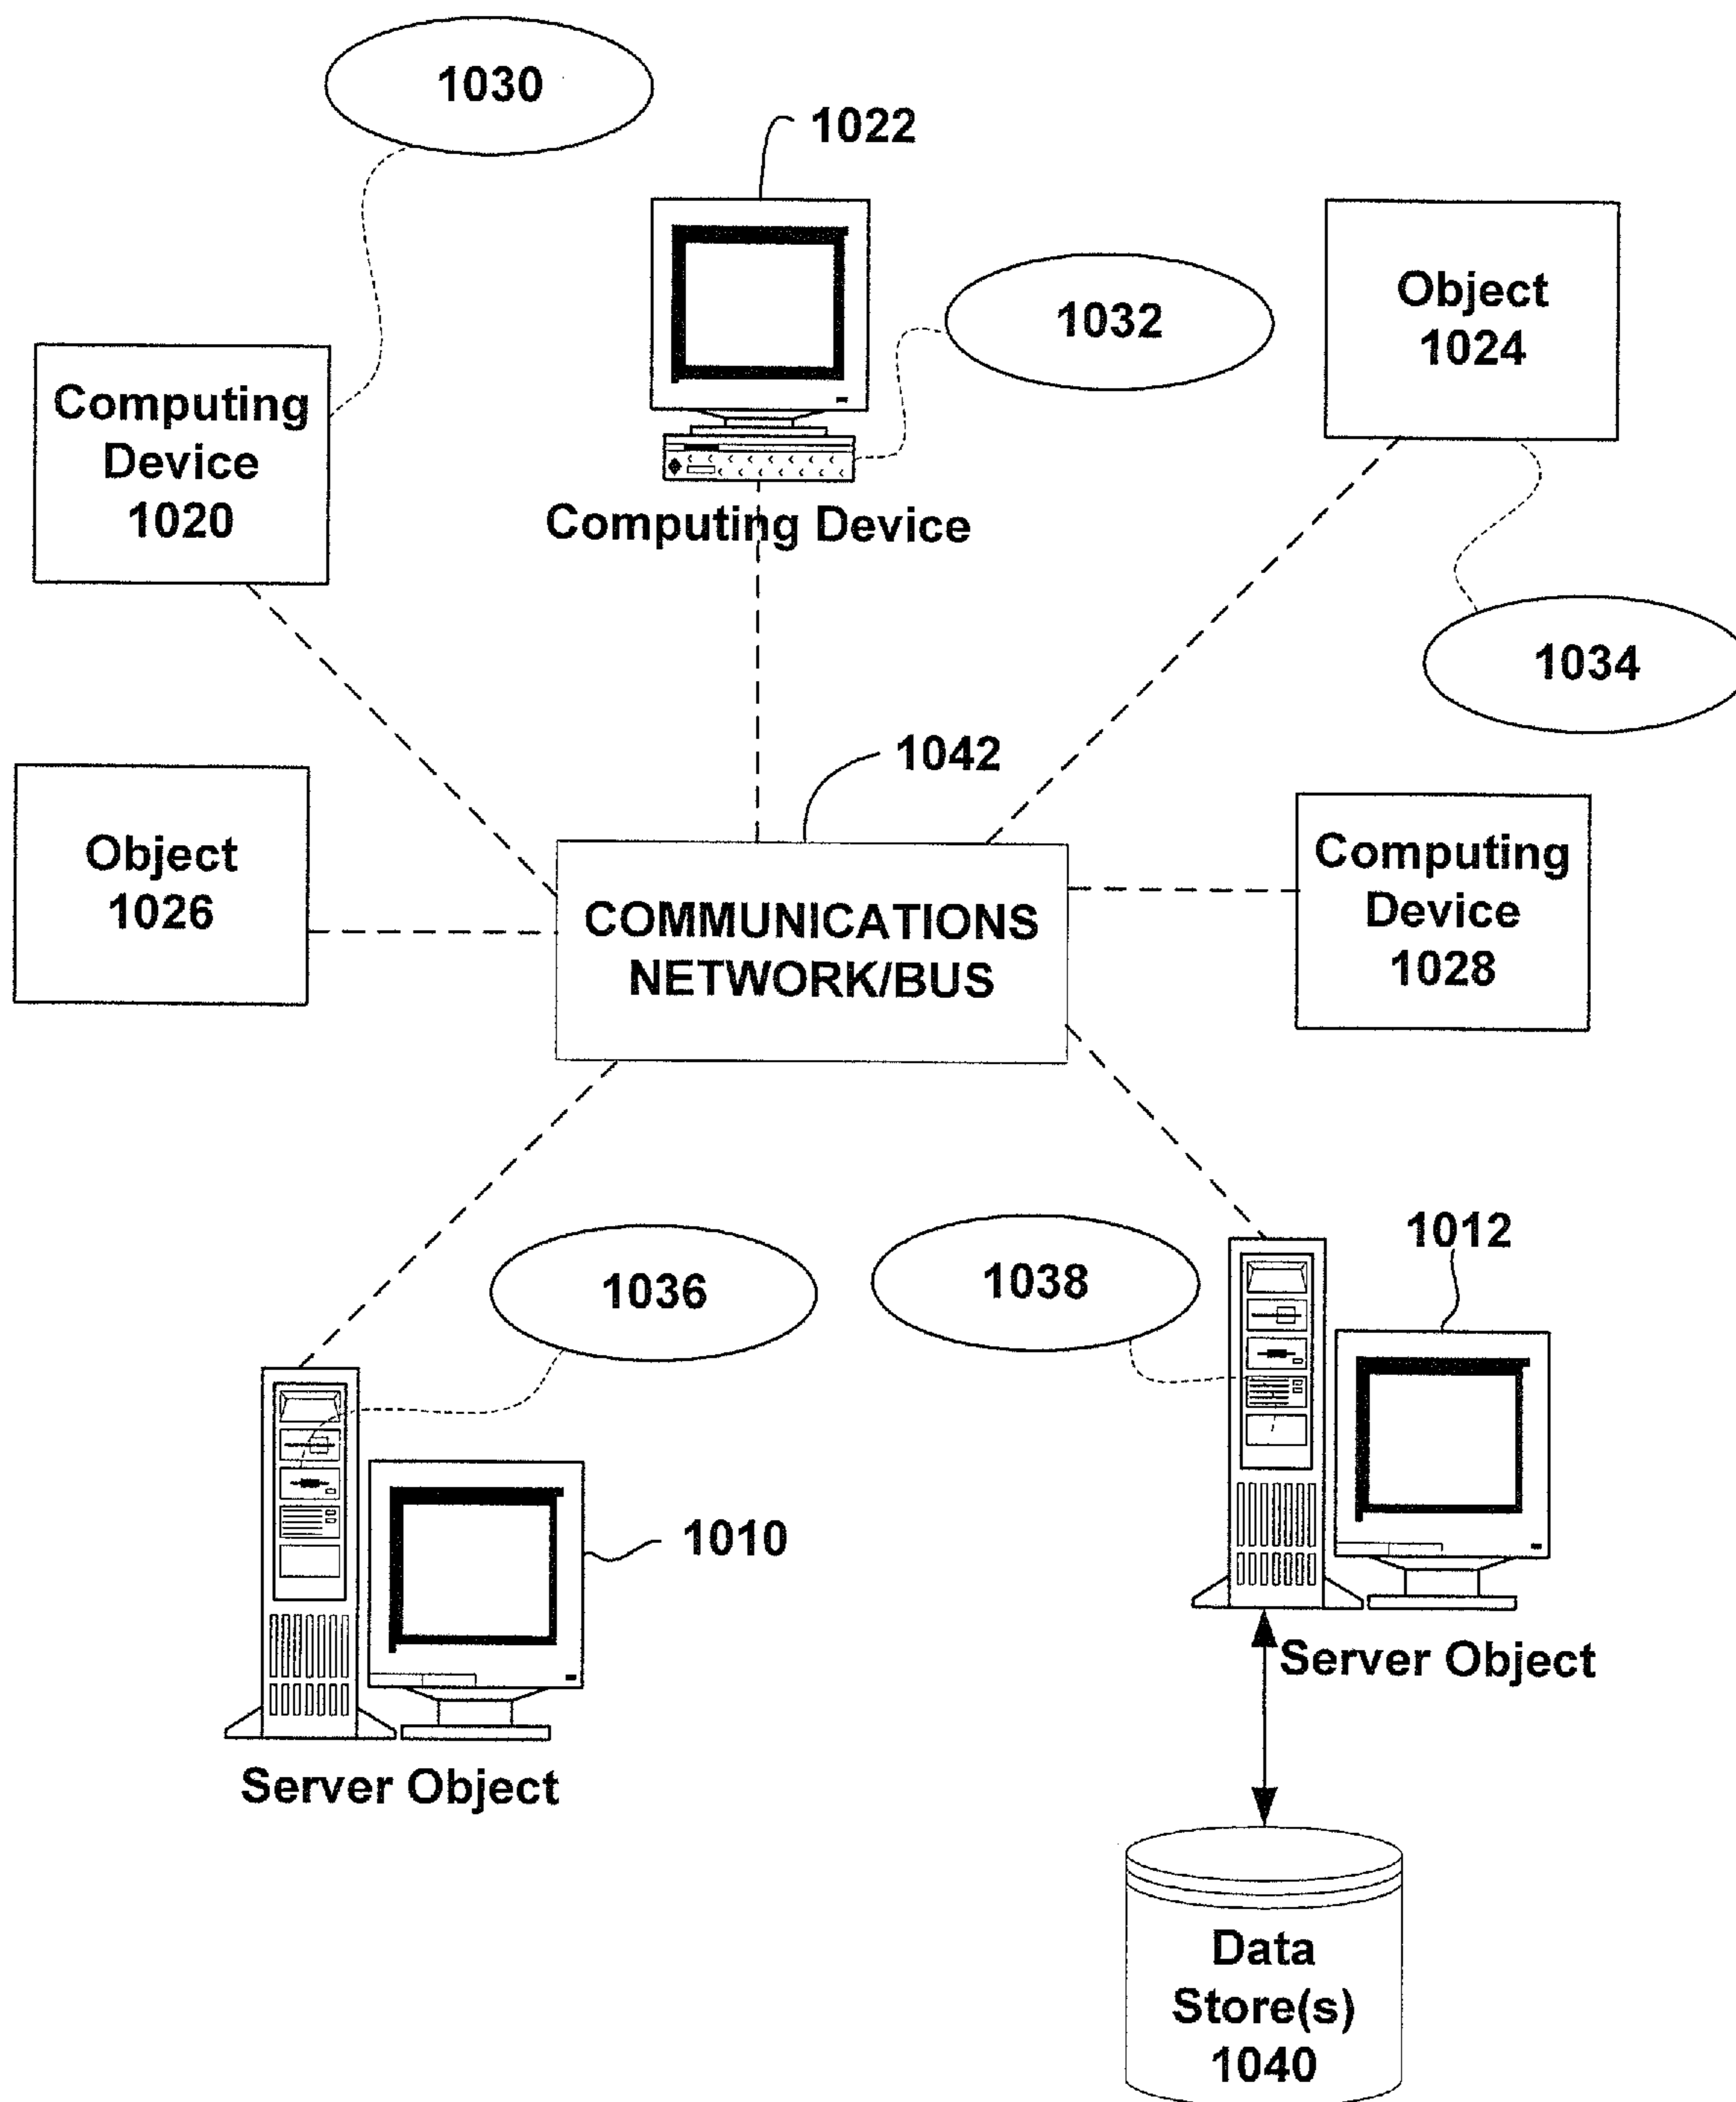 1030
1022
1032
Object
1024
Computing
Device
1020
Computing Device
1034
1042
Object
1026
COMMUNICATIONS
NETWORK/BUS
Computing
Device
1028
1036
1038
1012
1010
Server Object
Server Object
Data
Store(s)
1040